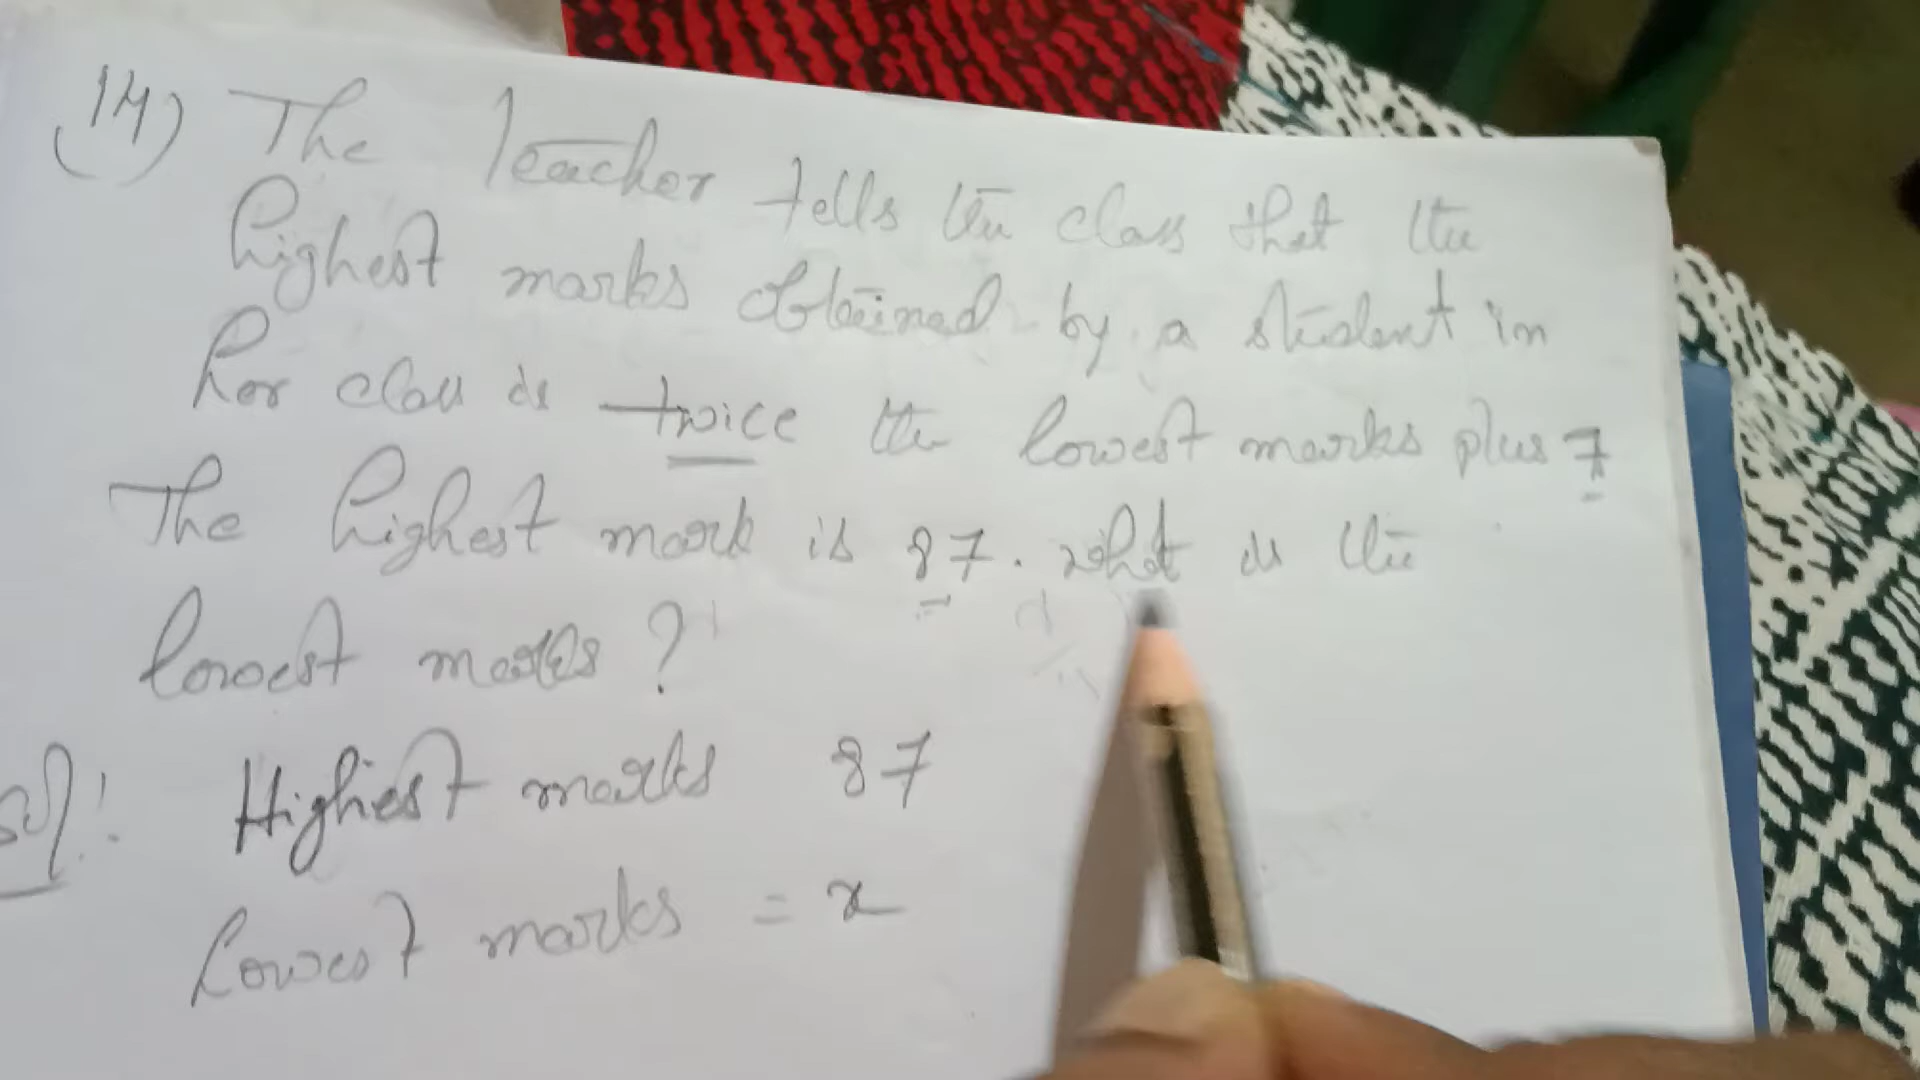 14) The Teacher tells the class that the
highest marks obtained by a student in
her class is twice the lowest marks plus 7
The highest mark is 87. what is the
lowest marks ?
Sol! Highest marks 87
Lowest marks = x